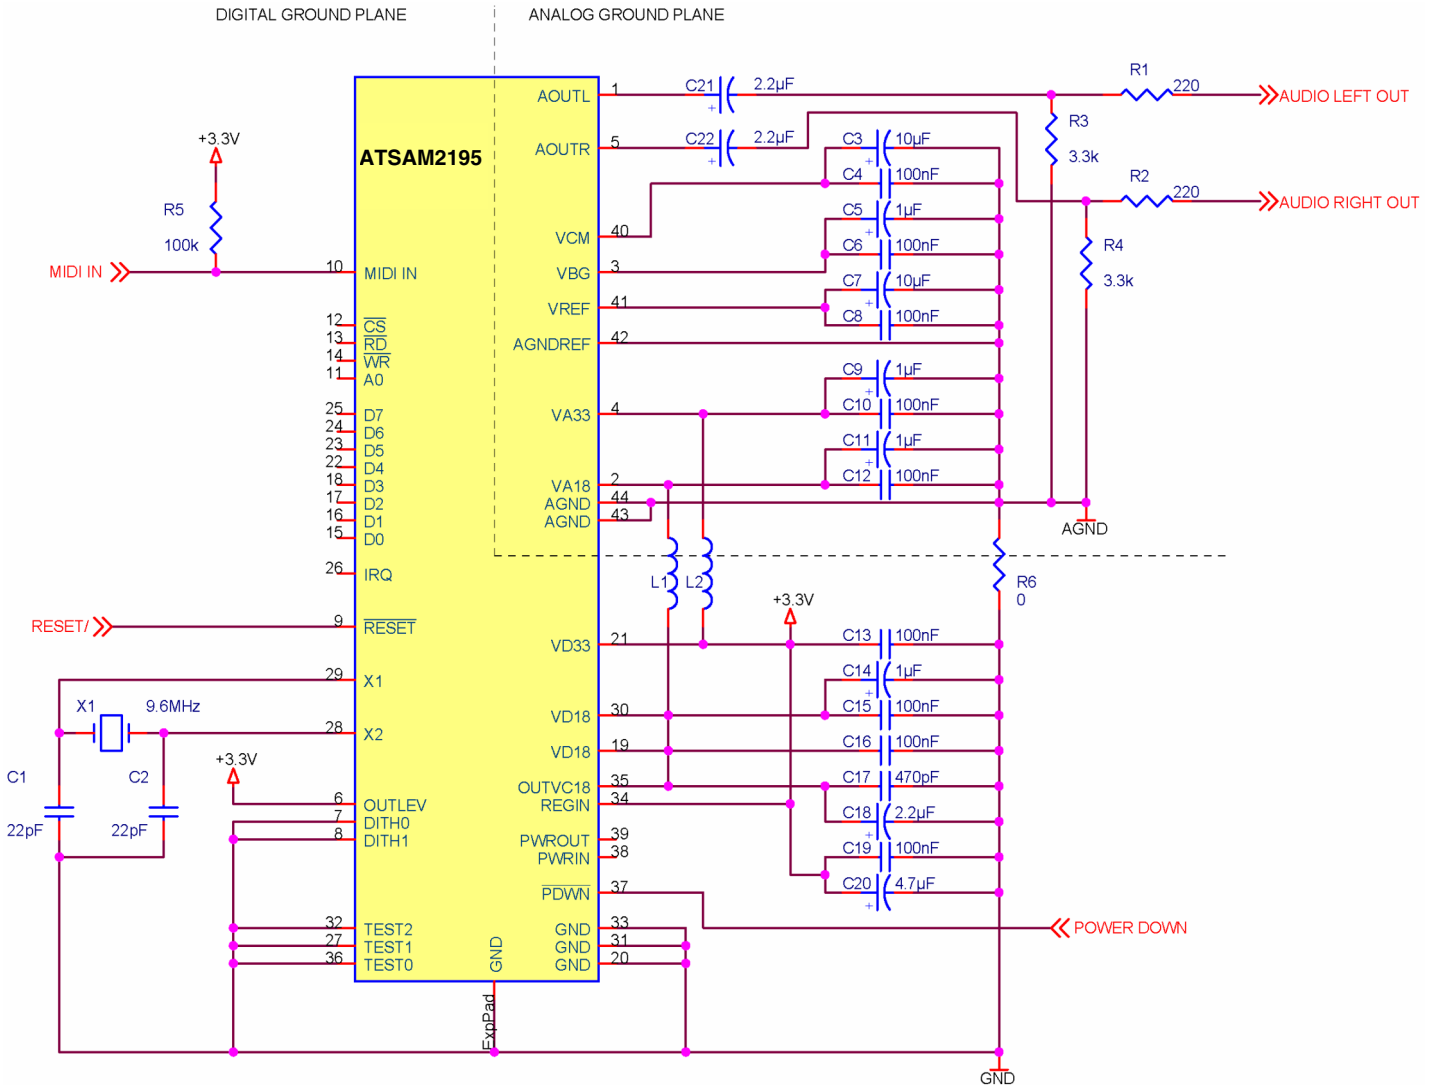 DIGITAL GROUND PLANE
ANALOG GROUND PLANE
ATSAM2195
+3.3V
R5
100k
MIDI IN
10 MIDI IN
12 CS
13 RD
14 WR
11 A0
25 D7
24 D6
23 D5
22 D4
18 D3
17 D2
16 D1
15 D0
26 IRQ
RESET/
9 RESET
29 X1
X1 9.6MHz
28 X2
C1
22pF
C2
22pF
+3.3V
6 OUTLEV
7 DITH0
8 DITH1
32 TEST2
27 TEST1
36 TEST0
GND
ExpPad
AOUTL 1
AOUTR 5
VCM 40
VBG 3
VREF 41
AGNDREF 42
VA33 4
VA18 2
AGND 44
AGND 43
VD33 21
VD18 30
VD18 19
OUTVC18 35
REGIN 34
PWROUT 39
PWRIN 38
PDWN 37
GND 33
GND 31
GND 20
C21 2.2µF
+
C22 2.2µF
+
C3 10µF
+
C4 100nF
C5 1µF
+
C6 100nF
C7 10µF
+
C8 100nF
C9 1µF
+
C10 100nF
C11 1µF
+
C12 100nF
L1
L2
+3.3V
C13 100nF
C14 1µF
+
C15 100nF
C16 100nF
C17 470pF
C18 2.2µF
+
C19 100nF
C20 4.7µF
+
R1
220
AUDIO LEFT OUT
R3
3.3k
R2
220
AUDIO RIGHT OUT
R4
3.3k
AGND
R6
0
POWER DOWN
GND